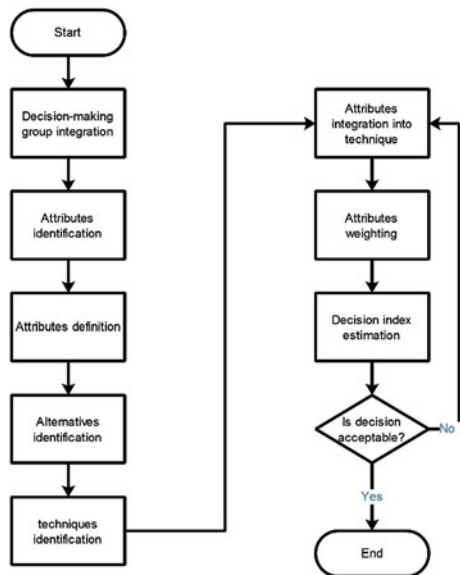 Start
Decision-making
group integration
Attributes
identification
Attributes definition
Alternatives
identification
techniques
identification
Attributes
integration into
technique
Attributes
weighting
Decision index
estimation
Is decision
acceptable?
No
Yes
End